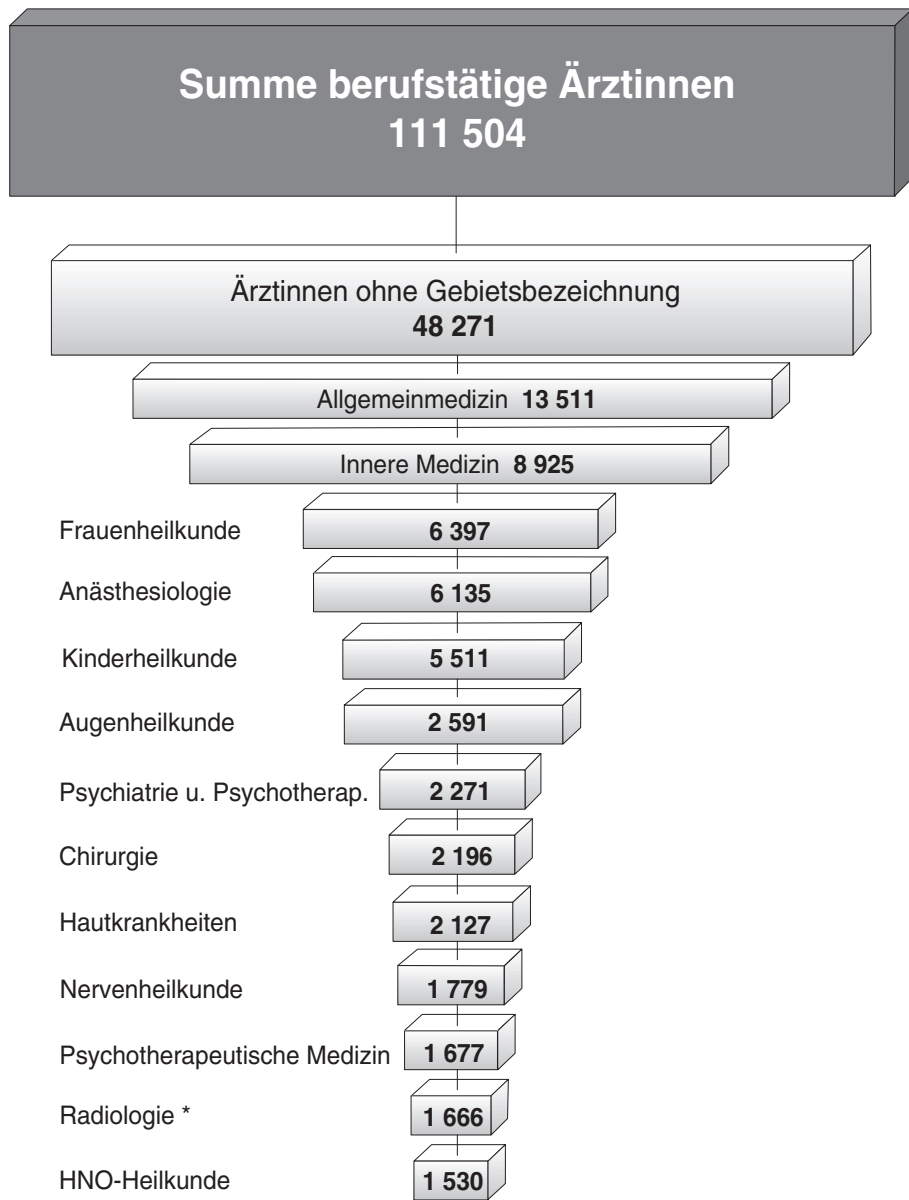 Summe berufstätige Ärztinnen
111 504
Ärztinnen ohne Gebietsbezeichnung
48 271
Allgemeinmedizin 13 511
Innere Medizin 8 925
Frauenheilkunde 6 397
Anästhesiologie 6 135
Kinderheilkunde 5 511
Augenheilkunde 2 591
Psychiatrie u. Psychotherap. 2 271
Chirurgie 2 196
Hautkrankheiten 2 127
Nervenheilkunde 1 779
Psychotherapeutische Medizin 1 677
Radiologie * 1 666
HNO-Heilkunde 1 530